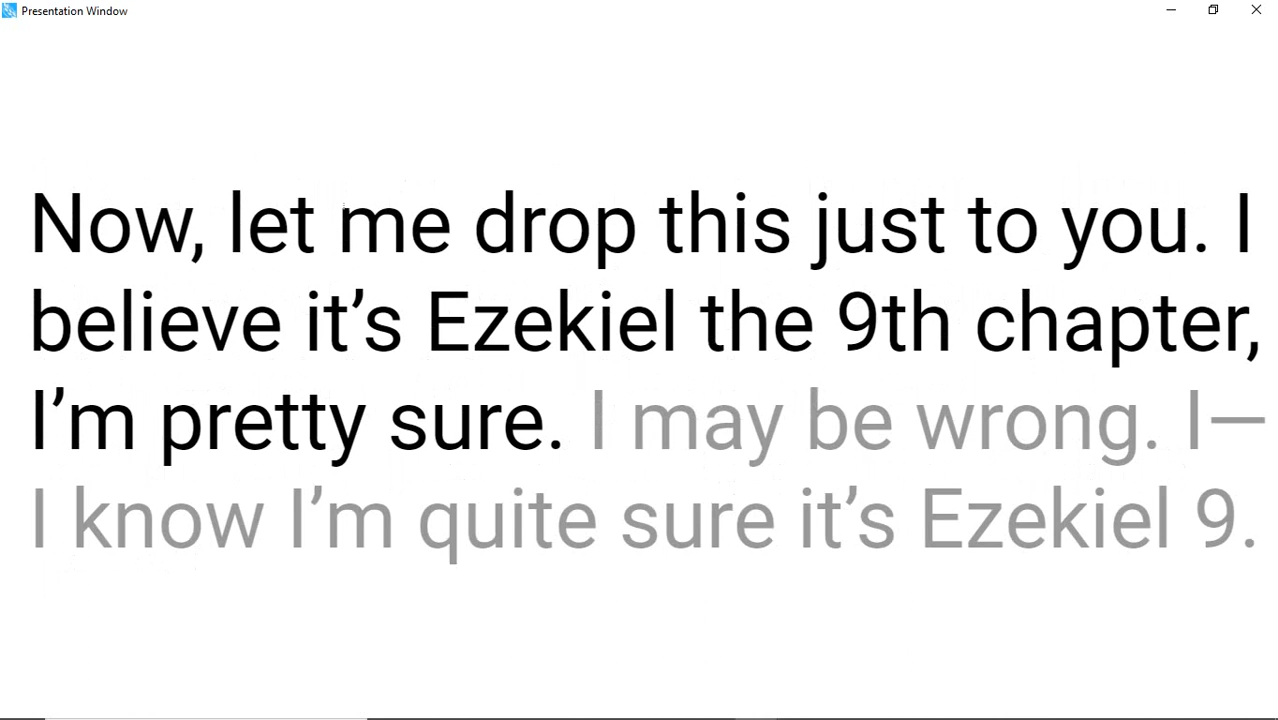 Presentation Window
Now, let me drop this just to you. I
believe it’s Ezekiel the 9th chapter,
I’m pretty sure. I may be wrong. I—
I know I’m quite sure it’s Ezekiel 9.